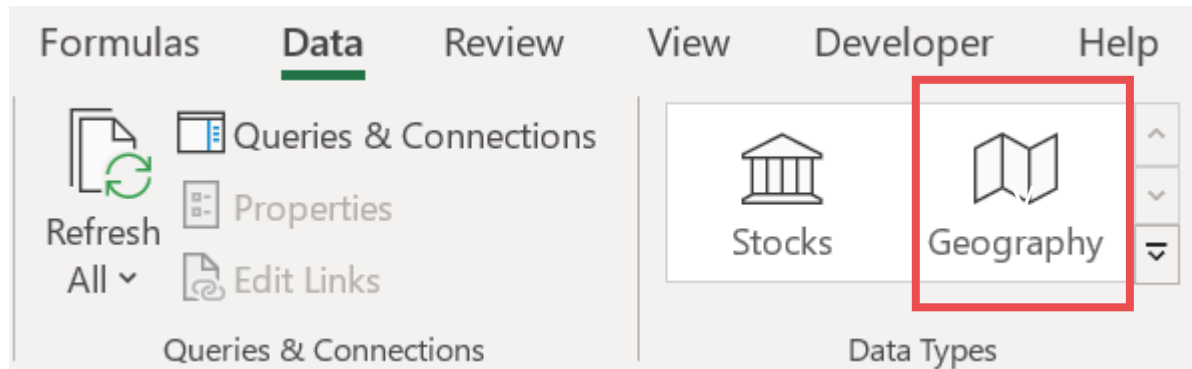 Formulas Data Review View Developer Help
Queries & Connections
Properties
Edit Links
Refresh
All
Queries & Connections
Stocks
Geography
Data Types